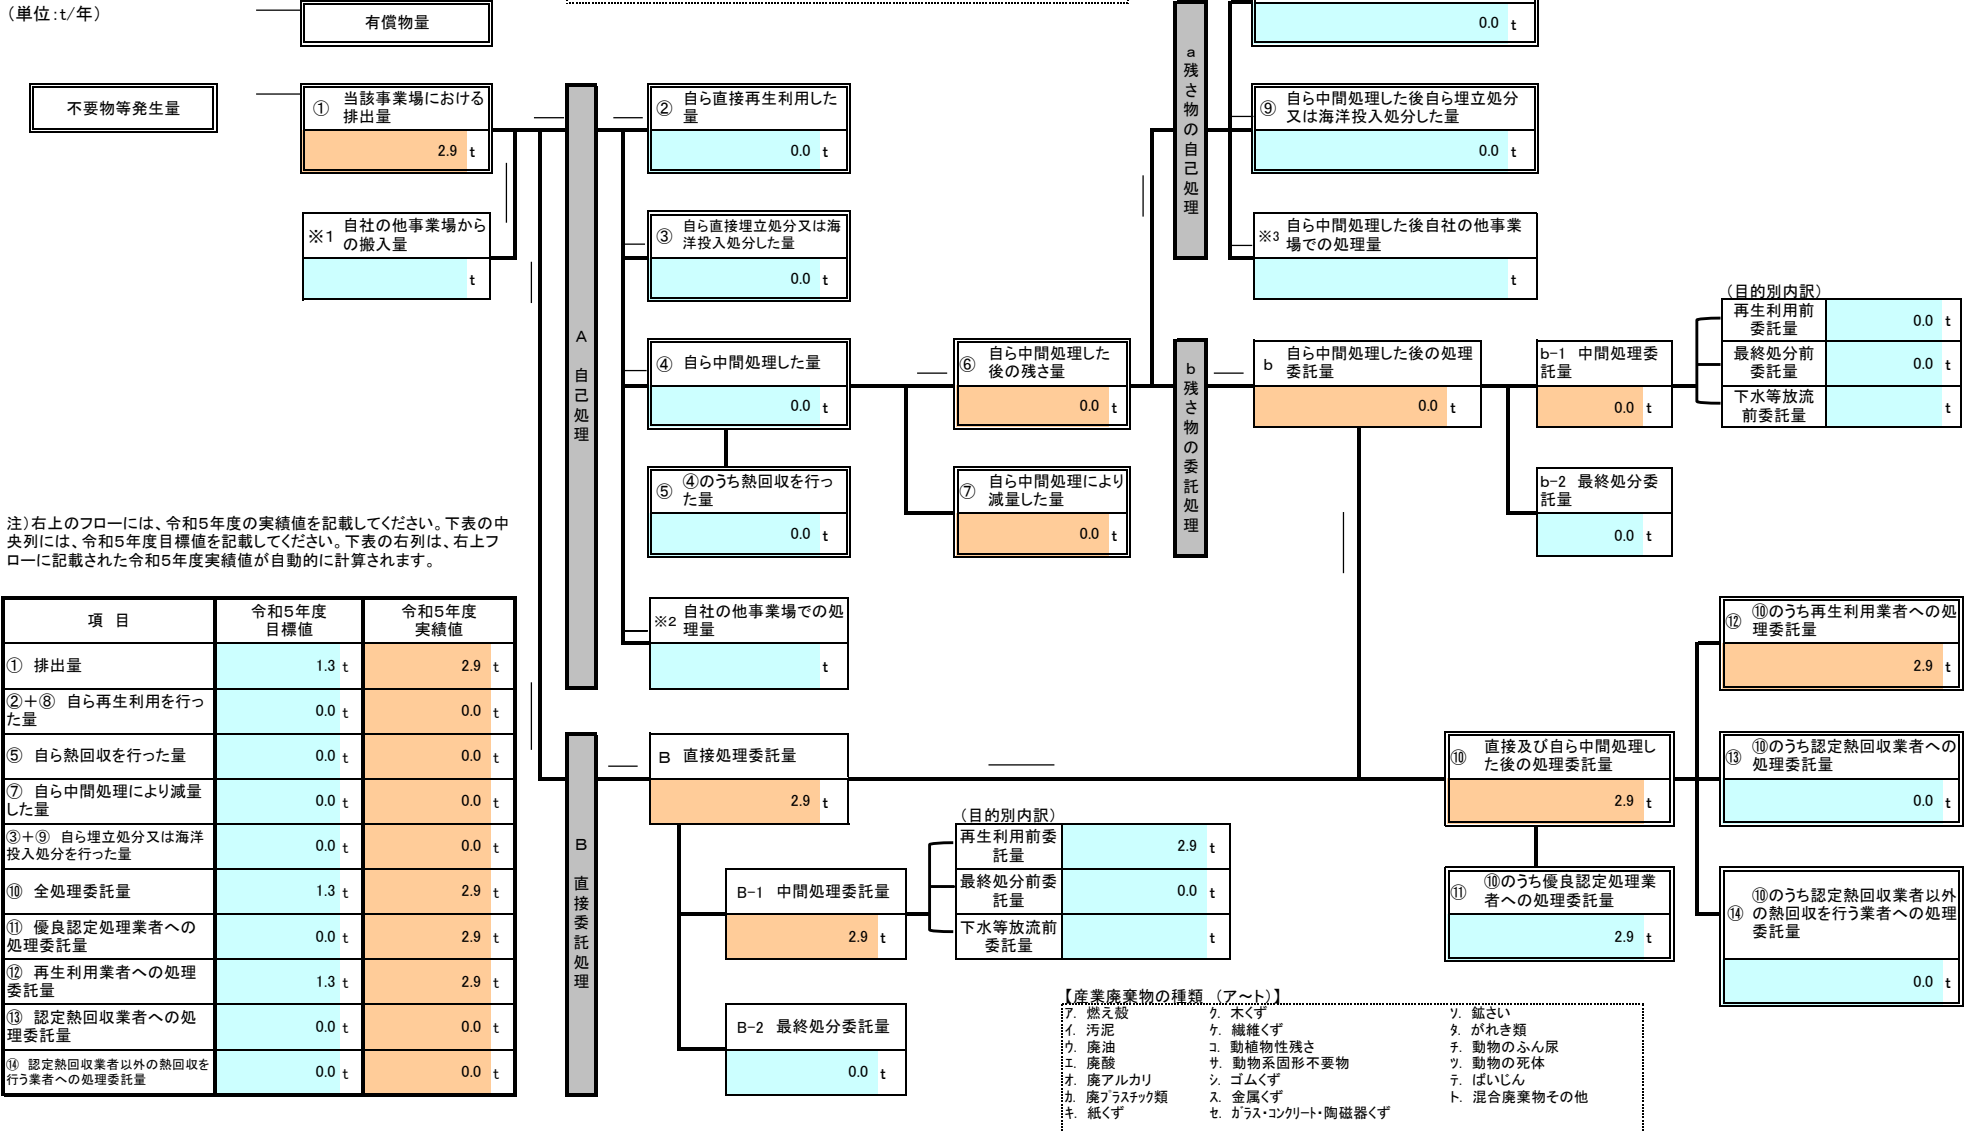 （単位：t/年）
有償物量
0.0 t
不要物等発生量
① 当該事業場における
排出量
2.9 t
※1 自社の他事業場から
の搬入量
t
A 自己処理
② 自ら直接再生利用した
量
0.0 t
③ 自ら直接埋立処分又は海
洋投入処分した量
0.0 t
④ 自ら中間処理した量
0.0 t
⑤ ④のうち熱回収を行っ
た量
0.0 t
※2 自社の他事業場での処
理量
t
⑥ 自ら中間処理した
後の残さ量
0.0 t
⑦ 自ら中間処理により
減量した量
0.0 t
a 残さ物の自己処理
⑨ 自ら中間処理した後自ら埋立処分
又は海洋投入処分した量
0.0 t
※3 自ら中間処理した後自社の他事業
場での処理量
t
b 残さ物の委託処理
b 自ら中間処理した後の処理
委託量
0.0 t
b-1 中間処理委
託量
0.0 t
b-2 最終処分委
託量
0.0 t
（目的別内訳）
再生利用前
委託量
0.0 t
最終処分前
委託量
0.0 t
下水等放流
前委託量
t
注）右上のフローには、令和5年度の実績値を記載してください。下表の中
央列には、令和5年度目標値を記載してください。下表の右列は、右上フ
ローに記載された令和5年度実績値が自動的に計算されます。
項 目
令和5年度
目標値
令和5年度
実績値
① 排出量 1.3 t 2.9 t
②＋⑧ 自ら再生利用を行っ
た量
0.0 t 0.0 t
⑤ 自ら熱回収を行った量 0.0 t 0.0 t
⑦ 自ら中間処理により減量
した量
0.0 t 0.0 t
③＋⑨ 自ら埋立処分又は海洋
投入処分を行った量
0.0 t 0.0 t
⑩ 全処理委託量 1.3 t 2.9 t
⑪ 優良認定処理業者への
処理委託量
0.0 t 2.9 t
⑫ 再生利用業者への処理
委託量
1.3 t 2.9 t
⑬ 認定熱回収業者への処
理委託量
0.0 t 0.0 t
⑭ 認定熱回収業者以外の熱回収を
行う業者への処理委託量
0.0 t 0.0 t
B 直接委託処理
B 直接処理委託量
2.9 t
B-1 中間処理委託量
2.9 t
B-2 最終処分委託量
0.0 t
（目的別内訳）
再生利用前委
託量
2.9 t
最終処分前委
託量
0.0 t
下水等放流前
委託量
t
⑩ 直接及び自ら中間処理し
た後の処理委託量
2.9 t
⑪ ⑩のうち優良認定処理業
者への処理委託量
2.9 t
⑫ ⑩のうち再生利用業者への処
理委託量
2.9 t
⑬ ⑩のうち認定熱回収業者への
処理委託量
0.0 t
⑭ ⑩のうち認定熱回収業者以外
の熱回収を行う業者への処理
委託量
0.0 t
【産業廃棄物の種類 （ア～ト）】
ア. 燃え殻 ク. 木くず ソ. 鉱さい
イ. 汚泥 ケ. 繊維くず タ. がれき類
ウ. 廃油 コ. 動植物性残さ チ. 動物のふん尿
エ. 廃酸 サ. 動物系固形不要物 ツ. 動物の死体
オ. 廃アルカリ シ. ゴムくず テ. ばいじん
カ. 廃プラスチック類 ス. 金属くず ト. 混合廃棄物その他
キ. 紙くず セ. ガラス・コンクリート・陶磁器くず